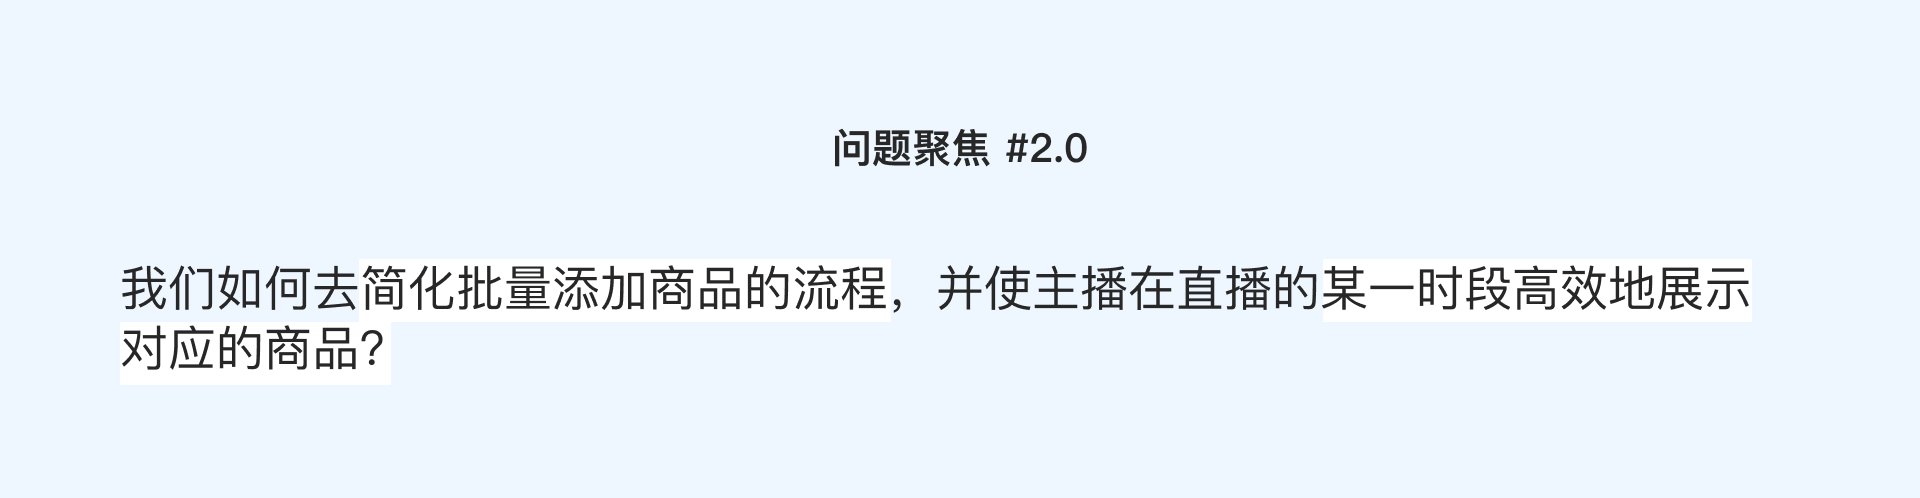 问题聚焦 #2.0
我们如何去简化批量添加商品的流程，并使主播在直播的某一时段高效地展示
对应的商品？